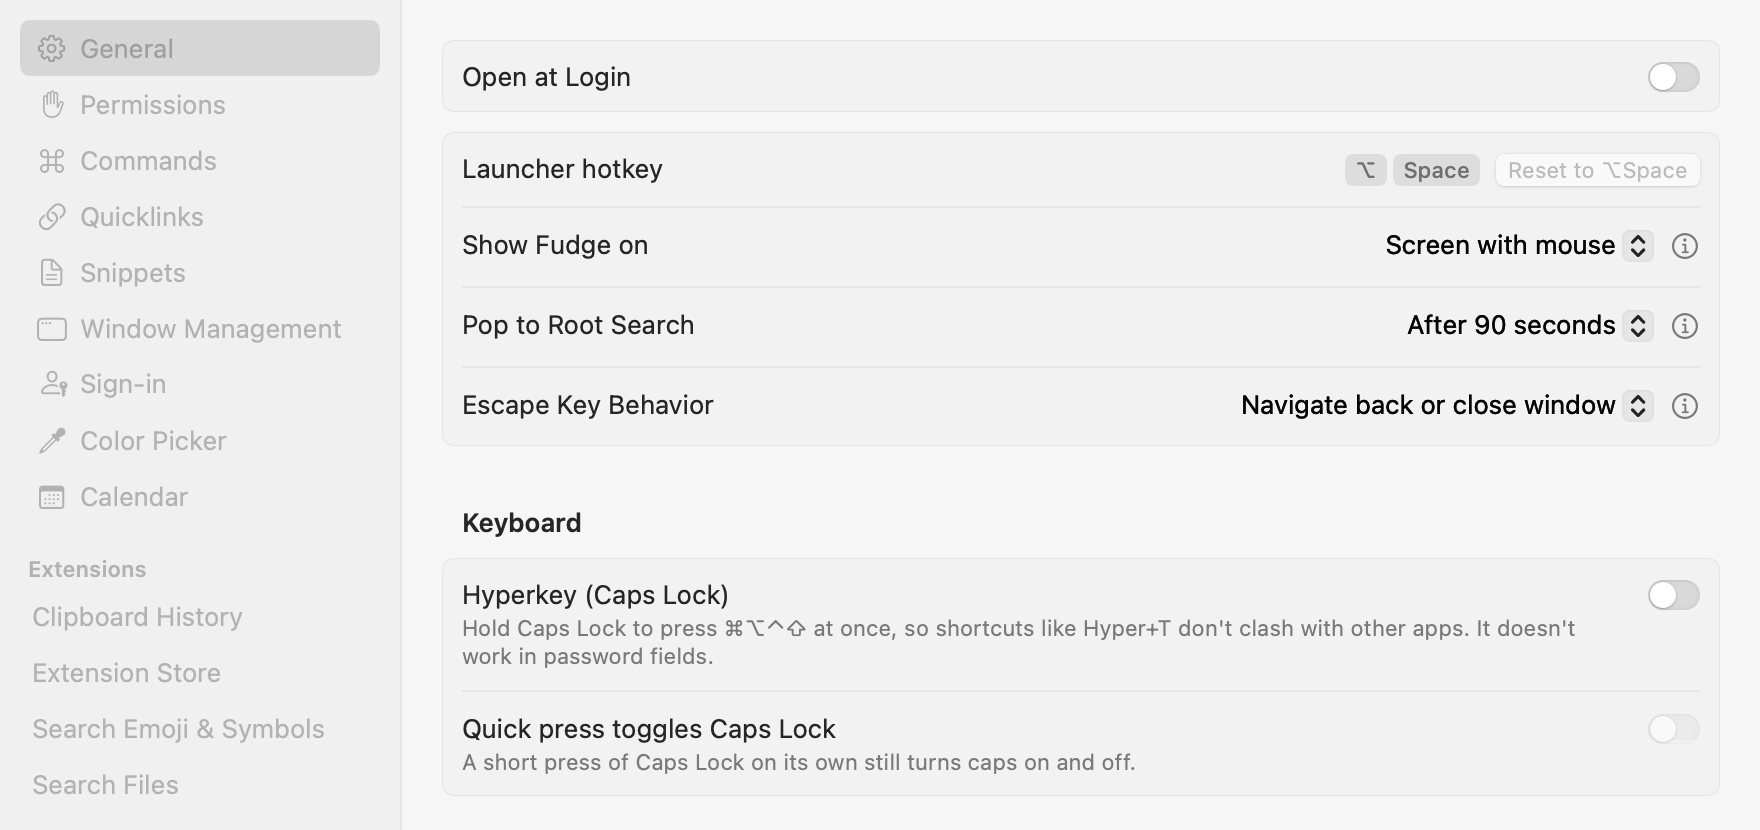 General
Permissions
Commands
Quicklinks
Snippets
Window Management
Sign-in
Color Picker
Calendar
Extensions
Clipboard History
Extension Store
Search Emoji & Symbols
Search Files
Open at Login
Launcher hotkey
⌥ Space Reset to ⌥Space
Show Fudge on
Screen with mouse
Pop to Root Search
After 90 seconds
Escape Key Behavior
Navigate back or close window
Keyboard
Hyperkey (Caps Lock)
Hold Caps Lock to press ⌘⌥⌃⇧ at once, so shortcuts like Hyper+T don't clash with other apps. It doesn't
work in password fields.
Quick press toggles Caps Lock
A short press of Caps Lock on its own still turns caps on and off.